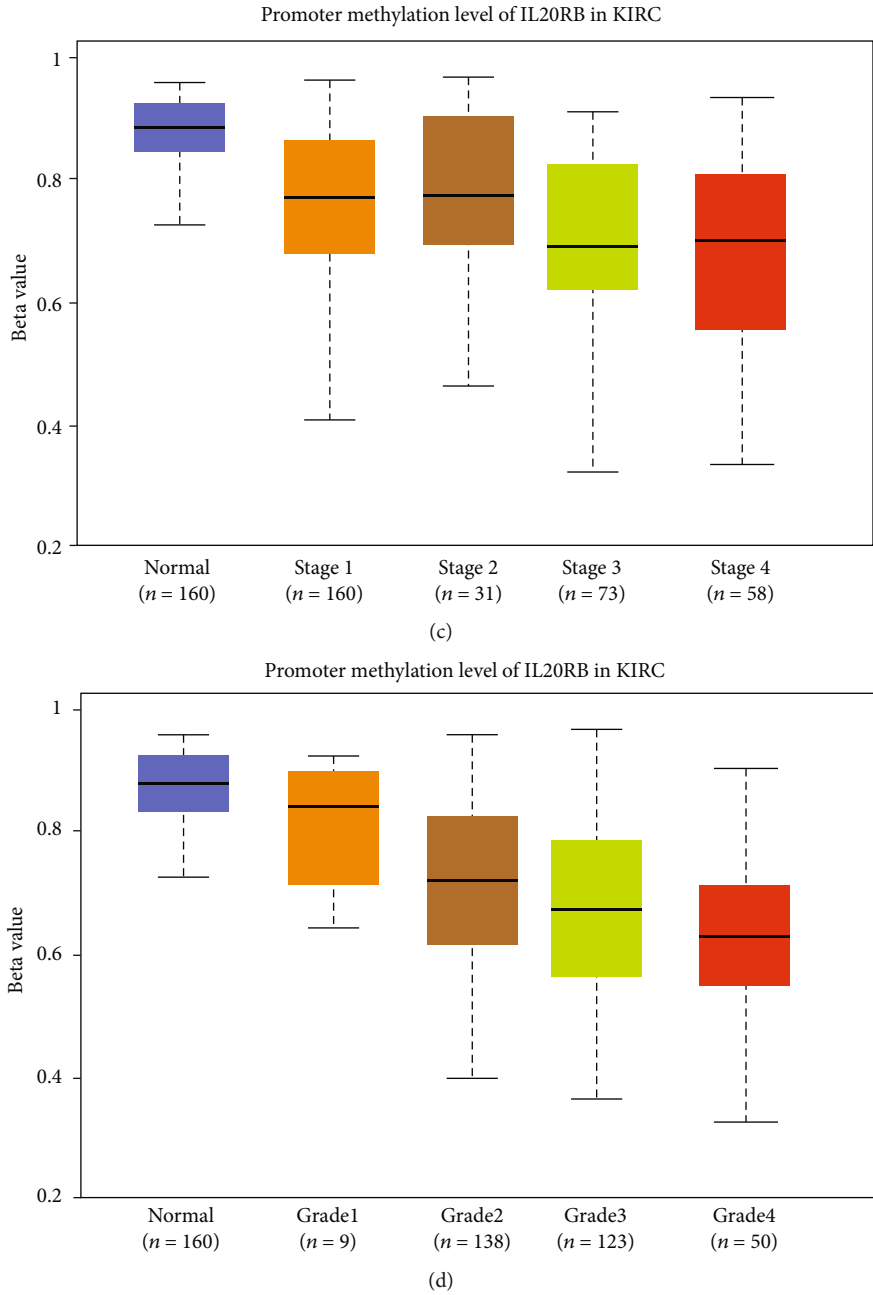 Promoter methylation level of IL20RB in KIRC
1
0.8
0.6
0.4
0.2
Beta value
Normal
(n = 160)
Stage 1
(n = 160)
Stage 2
(n = 31)
Stage 3
(n = 73)
Stage 4
(n = 58)
(c)
Promoter methylation level of IL20RB in KIRC
1
0.8
0.6
0.4
0.2
Beta value
Normal
(n = 160)
Grade1
(n = 9)
Grade2
(n = 138)
Grade3
(n = 123)
Grade4
(n = 50)
(d)